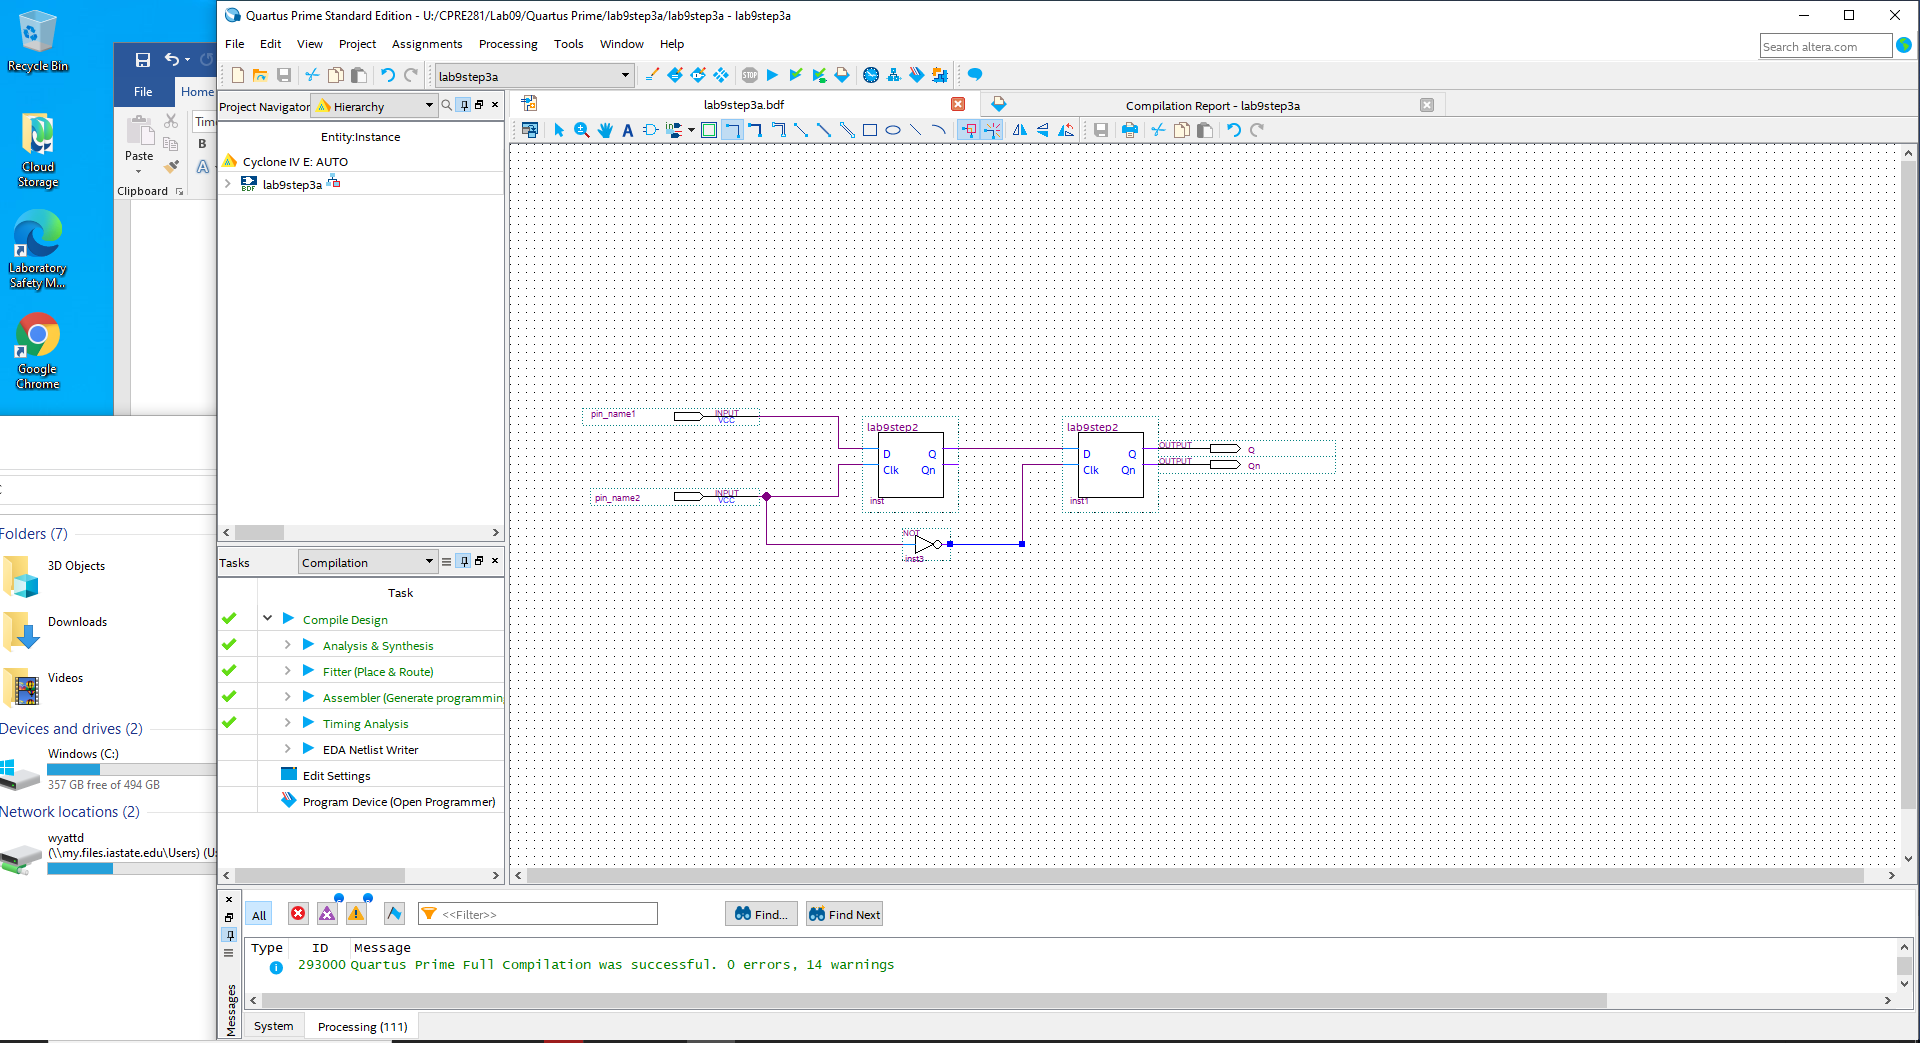 Quartus Prime Standard Edition - U:/CPRE281/Lab09/Quartus Prime/lab9step3a/lab9step3a - lab9step3a
File Edit View Project Assignments Processing Tools Window Help
Search altera.com
lab9step3a
Recycle Bin
Cloud
Storage
Laboratory
Safety M...
Google
Chrome
File Home
Paste
Tim
B
A
Clipboard
Folders (7)
3D Objects
Downloads
Videos
Devices and drives (2)
Windows (C:)
357 GB free of 494 GB
Network locations (2)
wyattd
(\\my.files.iastate.edu\Users) (U:
Project Navigator Hierarchy
Entity:Instance
Cyclone IV E: AUTO
lab9step3a
Tasks Compilation
Task
Compile Design
Analysis & Synthesis
Fitter (Place & Route)
Assembler (Generate programmin
Timing Analysis
EDA Netlist Writer
Edit Settings
Program Device (Open Programmer)
lab9step3a.bdf
Compilation Report - lab9step3a
pin_name1 INPUT
VCC
pin_name2 INPUT
VCC
lab9step2
D Q
Clk Qn
inst
lab9step2
D Q
Clk Qn
inst1
OUTPUT Q
OUTPUT Qn
NOT
inst3
All
<<Filter>>
Find...
Find Next
Type ID Message
293000 Quartus Prime Full Compilation was successful. 0 errors, 14 warnings
System Processing (111)
Messages